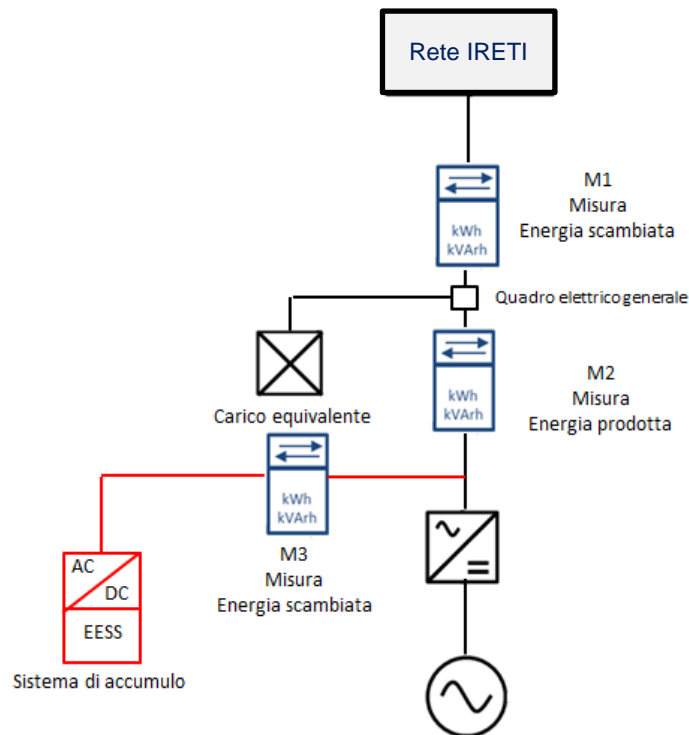 Rete IRETI
M1
Misura
Energia scambiata
kWh
kVArh
Quadro elettrico generale
M2
Misura
Energia prodotta
kWh
kVArh
Carico equivalente
kWh
kVArh
M3
Misura
Energia scambiata
AC
DC
EESS
Sistema di accumulo